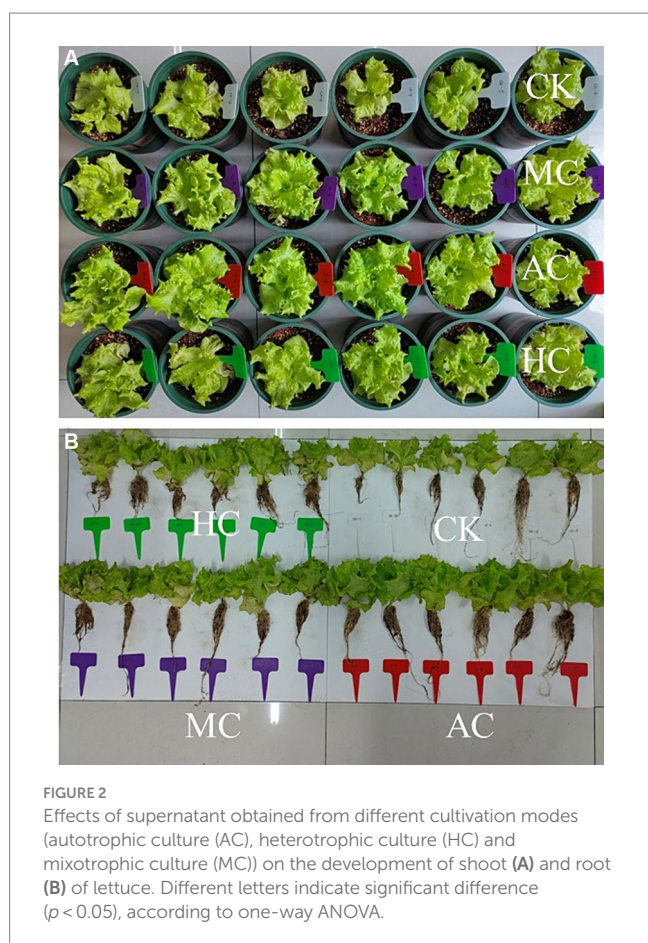 A
CK
MC
AC
HC
B
HC
CK
MC
AC
FIGURE 2
Effects of supernatant obtained from different cultivation modes
(autotrophic culture (AC), heterotrophic culture (HC) and
mixotrophic culture (MC)) on the development of shoot (A) and root
(B) of lettuce. Different letters indicate significant difference
(p < 0.05), according to one-way ANOVA.